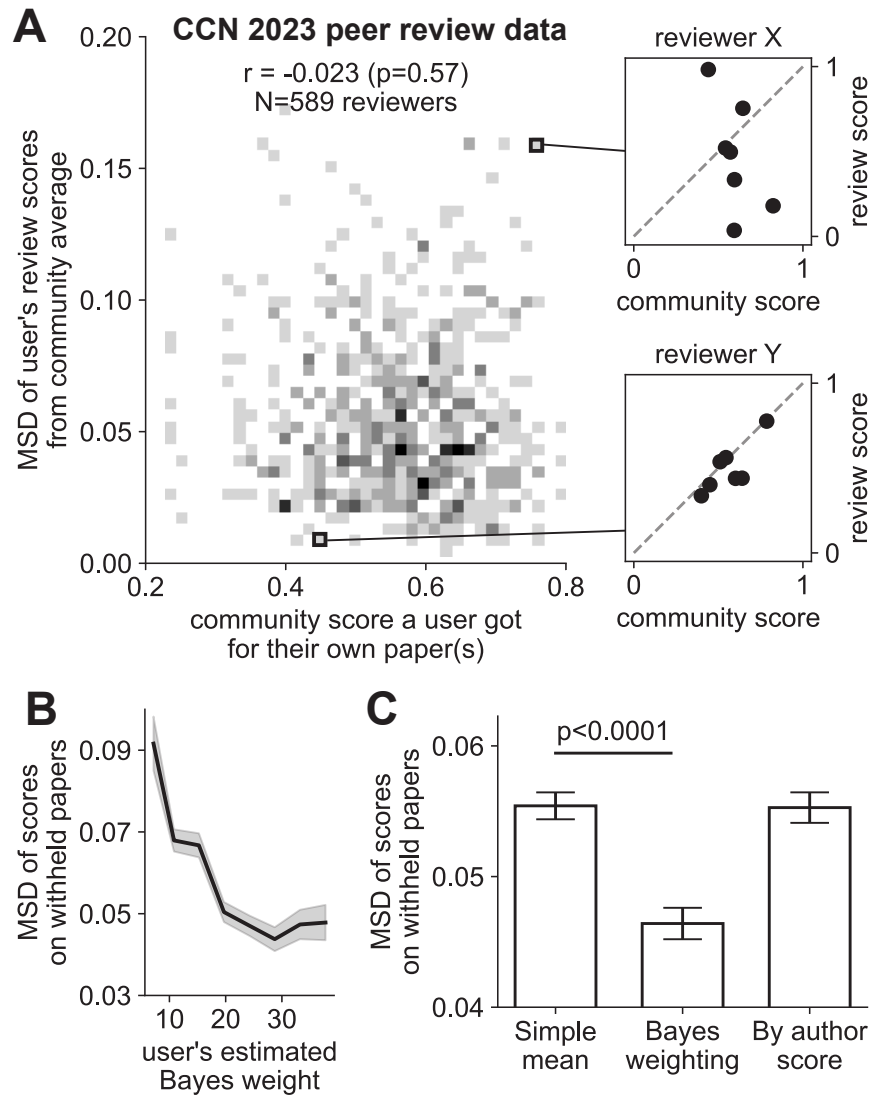 A
CCN 2023 peer review data
r = -0.023 (p=0.57)
N=589 reviewers
0.20
0.15
0.10
0.05
0.00
MSD of user's review scores
from community average
0.2
0.4
0.6
0.8
community score a user got
for their own paper(s)
reviewer X
1
0
review score
0
1
community score
reviewer Y
1
0
review score
0
1
community score
B
0.09
0.07
0.05
0.03
MSD of scores
on withheld papers
10
20
30
user's estimated
Bayes weight
C
p<0.0001
0.06
0.05
0.04
MSD of scores
on withheld papers
Simple
mean
Bayes
weighting
By author
score